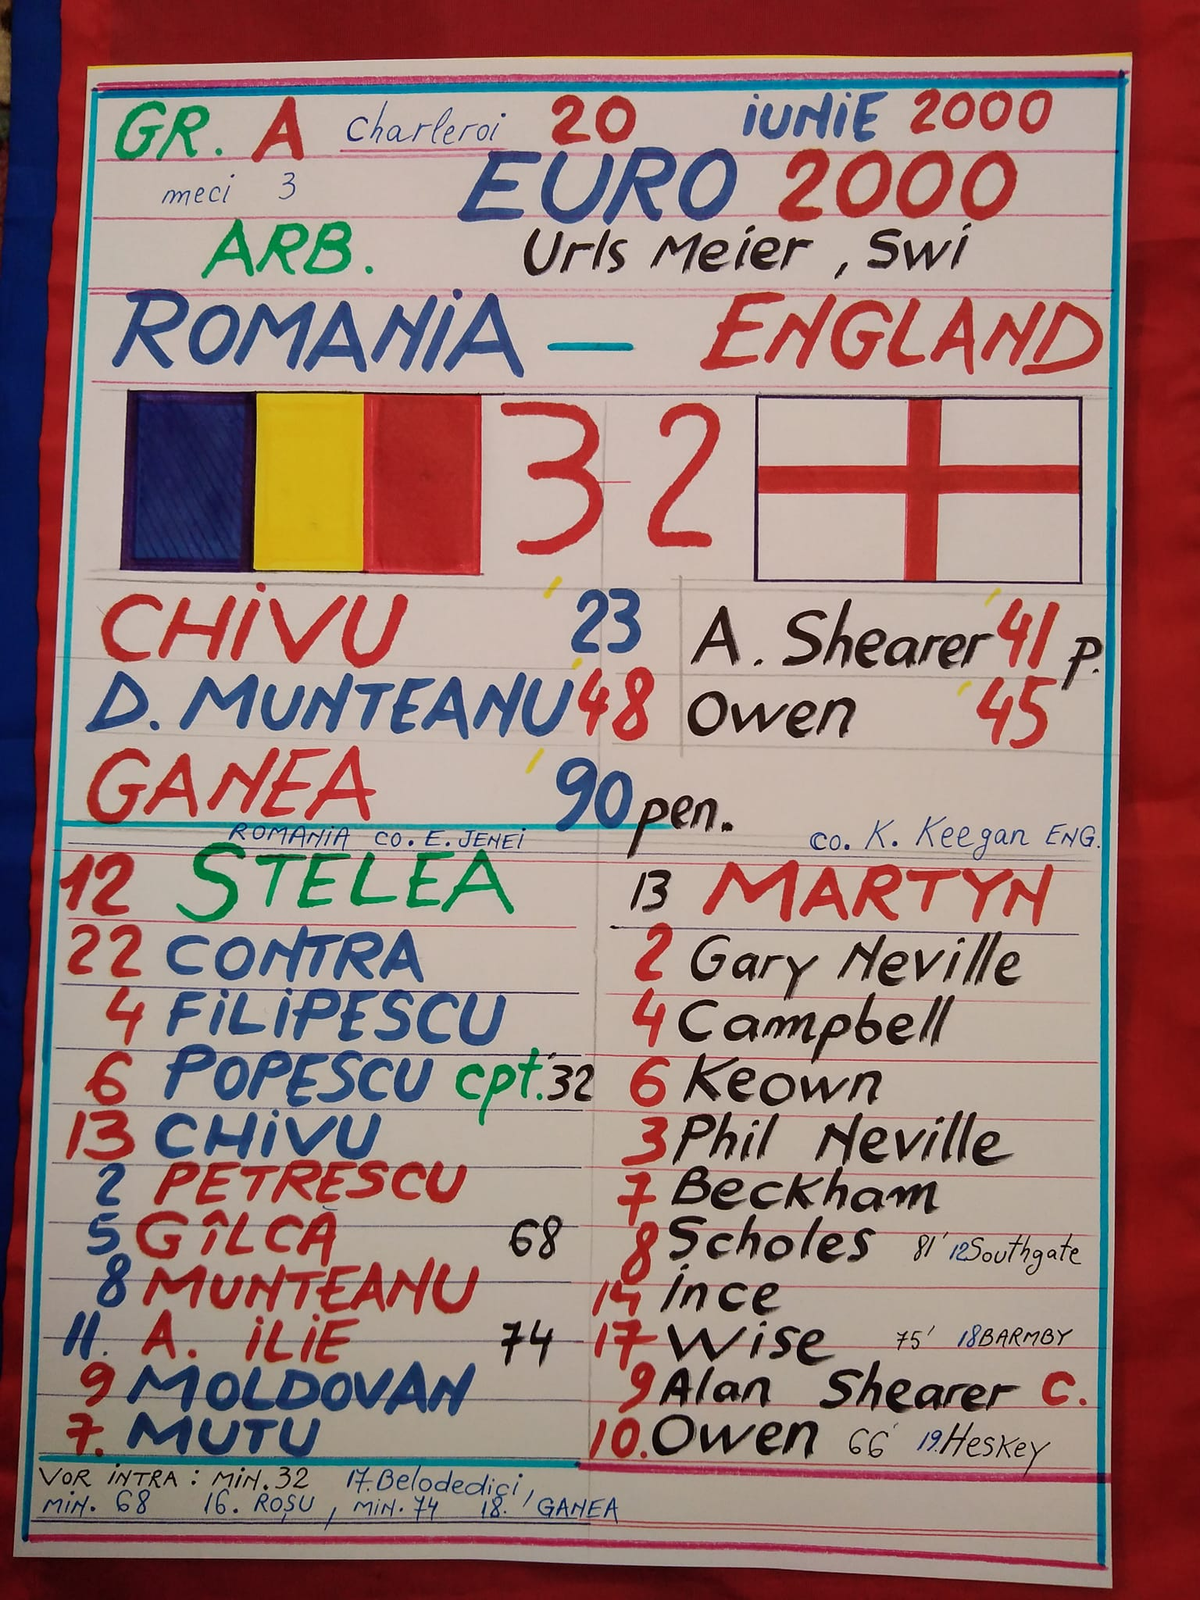 GR. A Charleroi 20 iUNiE 2000
meci 3 EURO 2000
ARB. Urls Meier , Swi
ROMANiA — ENGLAND
3-2
CHiVU '23 A. Shearer '41 p.
D. MUNTEANU '48 Owen '45
GANEA '90 pen.
ROMANiA CO. E. JENEI co. K. Keegan ENG.
12 STELEA 13 MARTYN
22 CONTRA 2 Gary Neville
4 FiLiPESCU 4 Campbell
6 POPESCU cpt. '32 6 Keown
13 CHiVU 3 Phil Neville
2 PETRESCU 7 Beckham
5 GÎLCĂ 68 8 Scholes 81' 12 Southgate
8 MUNTEANU 14 ince
11. A. iLiE 74 17 Wise 75' 18 BARMBY
9 MOLDOVAN 9 Alan Shearer C.
7. MUTU 10. Owen 66' 19. Heskey
VOR iNTRA : MiN. 32 17. Belodedici,
MiN. 68 16. ROȘU , MiN. 74 18. GANEA